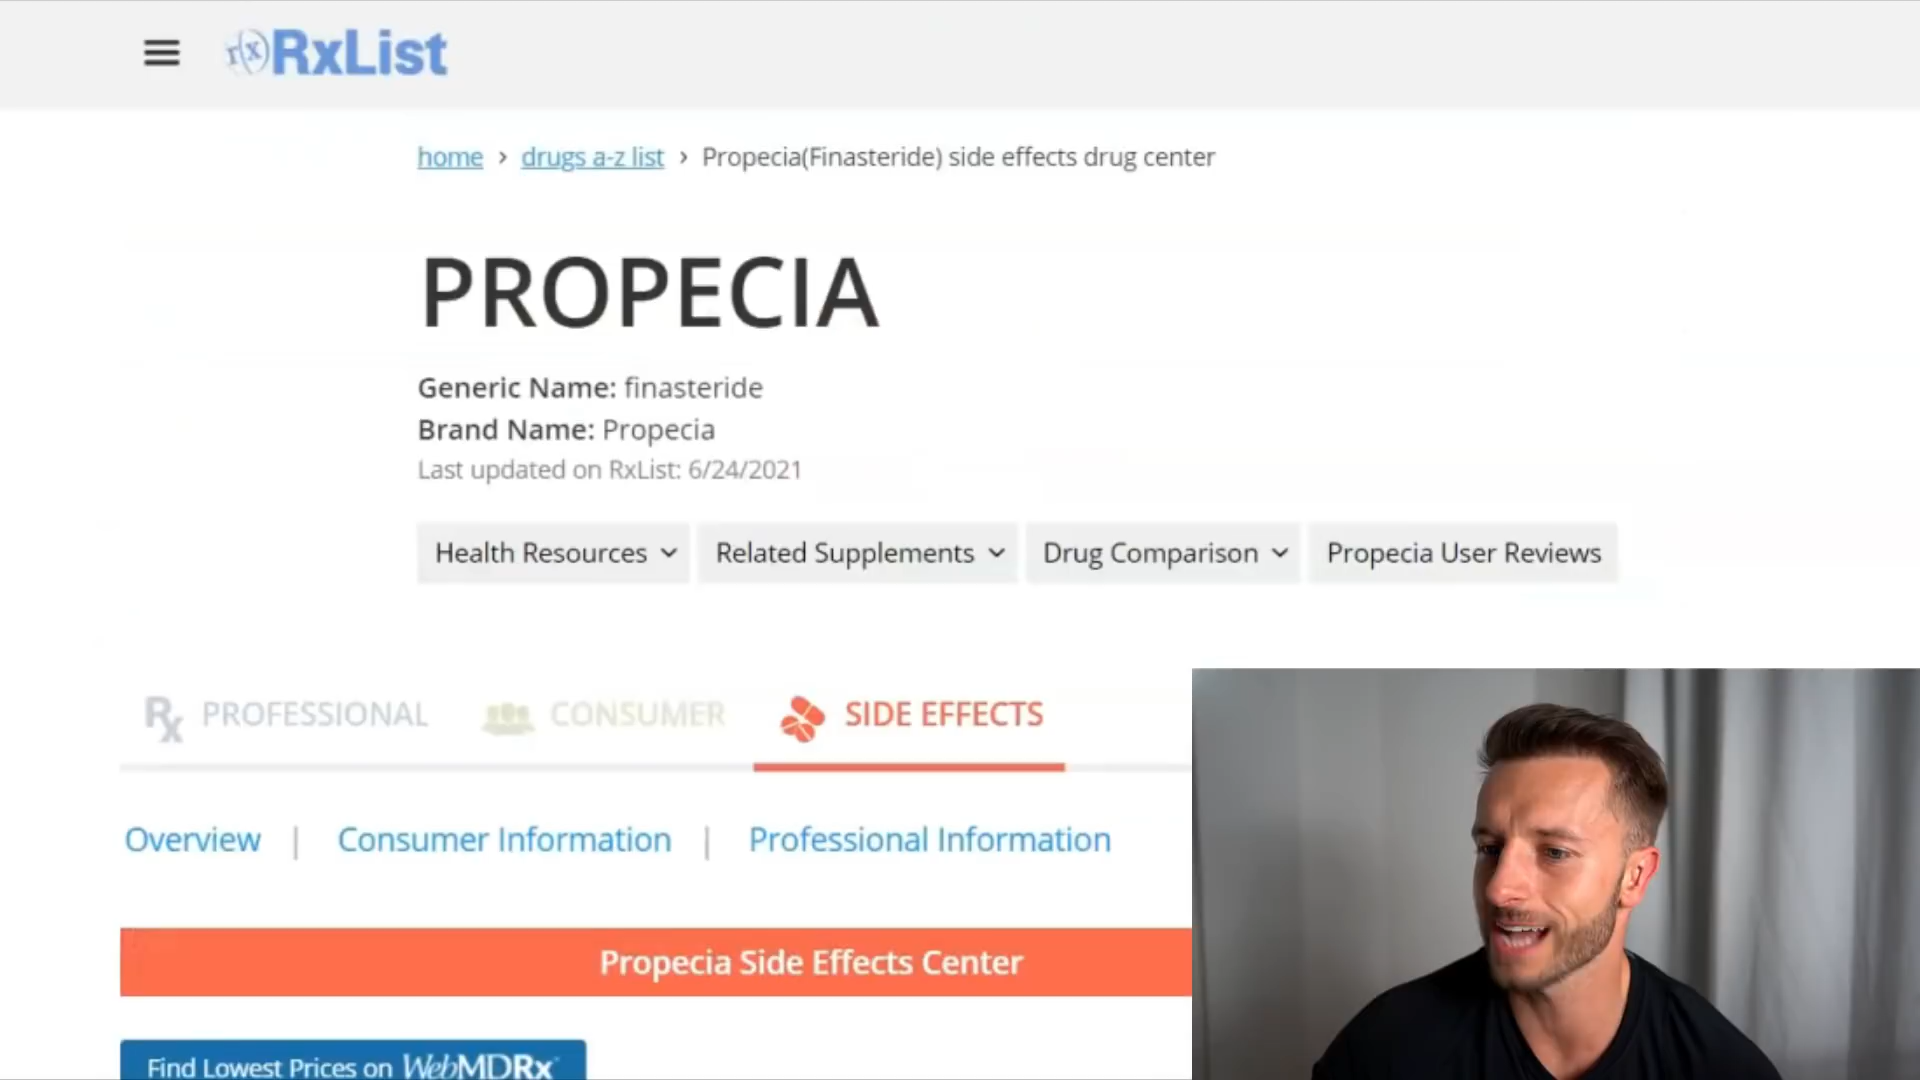 RxList
home > drugs a-z list > Propecia(Finasteride) side effects drug center
PROPECIA
Generic Name: finasteride
Brand Name: Propecia
Last updated on RxList: 6/24/2021
Health Resources
Related Supplements
Drug Comparison
Propecia User Reviews
Rx PROFESSIONAL
CONSUMER
SIDE EFFECTS
Overview | Consumer Information | Professional Information
Propecia Side Effects Center
Find Lowest Prices on WebMDRx